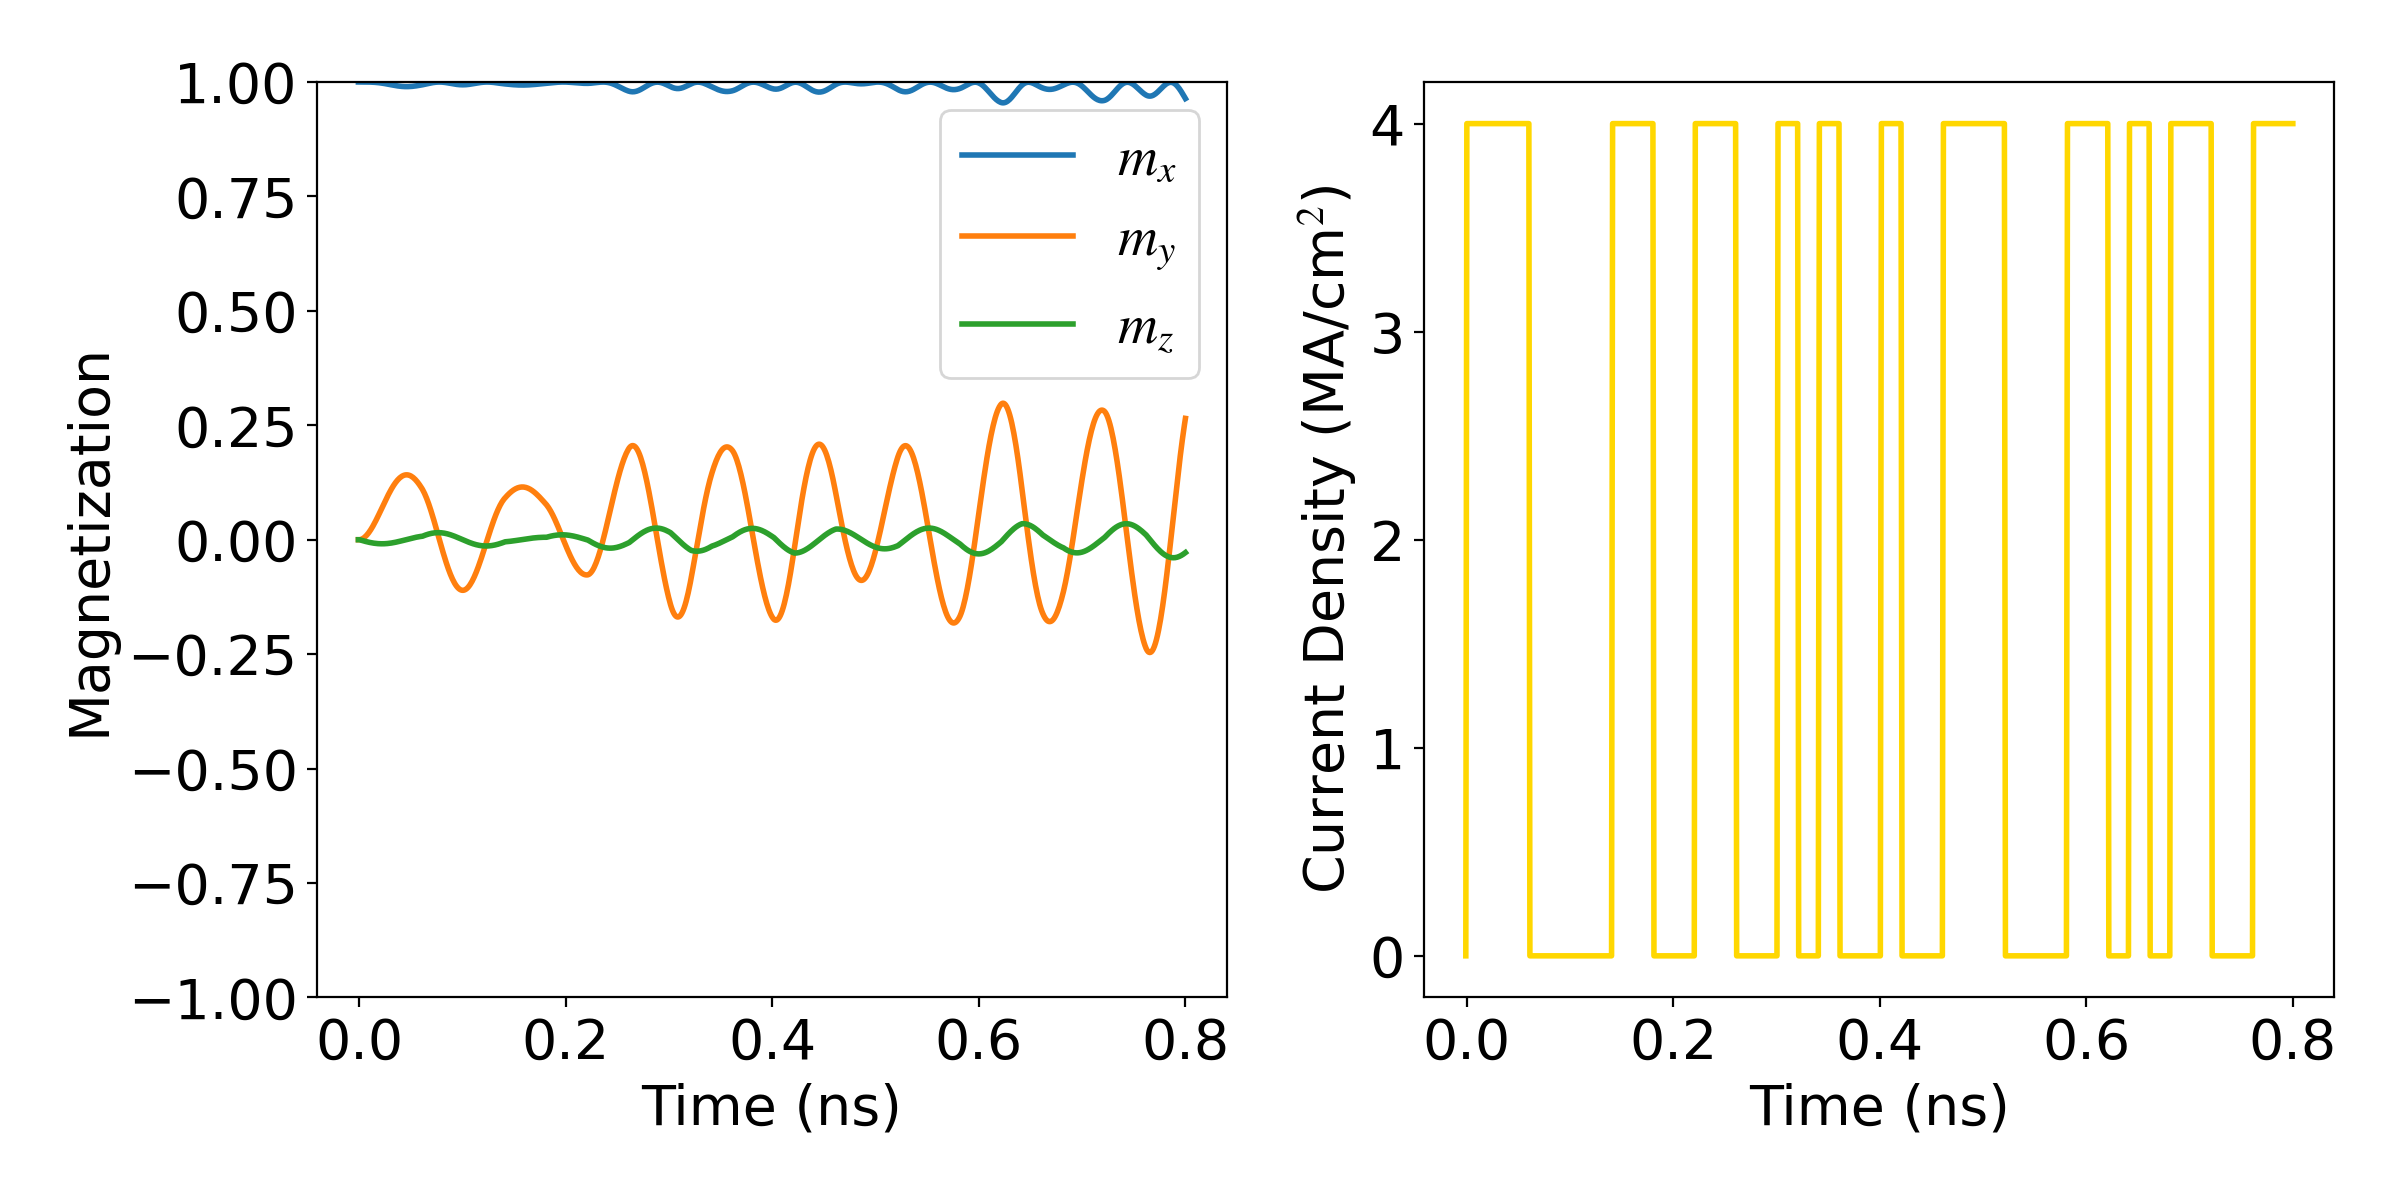 1.00
0.75
0.50
0.25
0.00
−0.25
−0.50
−0.75
−1.00
Magnetization
0.0 0.2 0.4 0.6 0.8
Time (ns)
m_x
m_y
m_z
4
3
2
1
0
Current Density (MA/cm²)
0.0 0.2 0.4 0.6 0.8
Time (ns)